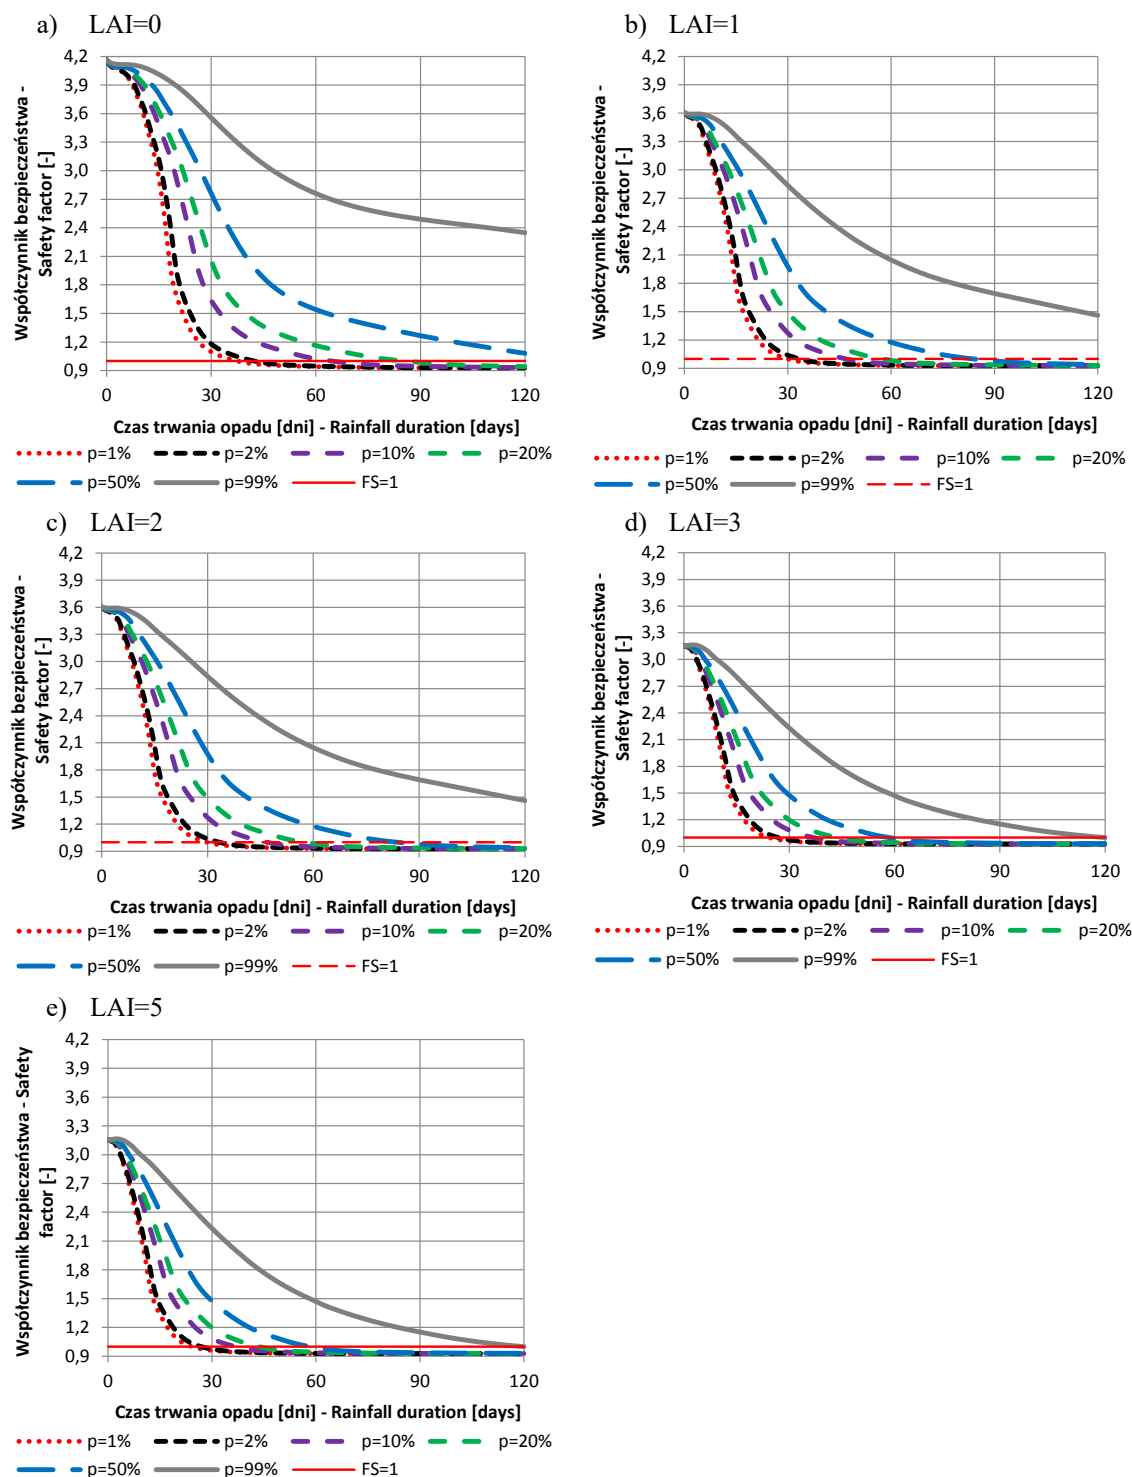 a) LAI=0
Współczynnik bezpieczeństwa -
Safety factor [-]
4,2
3,9
3,6
3,3
3,0
2,7
2,4
2,1
1,8
1,5
1,2
0,9
0 30 60 90 120
Czas trwania opadu [dni] - Rainfall duration [days]
p=1% p=2% p=10% p=20%
p=50% p=99% FS=1
b) LAI=1
Współczynnik bezpieczeństwa -
Safety factor [-]
4,2
3,9
3,6
3,3
3,0
2,7
2,4
2,1
1,8
1,5
1,2
0,9
0 30 60 90 120
Czas trwania opadu [dni] - Rainfall duration [days]
p=1% p=2% p=10% p=20%
p=50% p=99% FS=1
c) LAI=2
Współczynnik bezpieczeństwa -
Safety factor [-]
4,2
3,9
3,6
3,3
3,0
2,7
2,4
2,1
1,8
1,5
1,2
0,9
0 30 60 90 120
Czas trwania opadu [dni] - Rainfall duration [days]
p=1% p=2% p=10% p=20%
p=50% p=99% FS=1
d) LAI=3
Współczynnik bezpieczeństwa -
Safety factor [-]
4,2
3,9
3,6
3,3
3,0
2,7
2,4
2,1
1,8
1,5
1,2
0,9
0 30 60 90 120
Czas trwania opadu [dni] - Rainfall duration [days]
p=1% p=2% p=10% p=20%
p=50% p=99% FS=1
e) LAI=5
Współczynnik bezpieczeństwa - Safety
factor [-]
4,2
3,9
3,6
3,3
3,0
2,7
2,4
2,1
1,8
1,5
1,2
0,9
0 30 60 90 120
Czas trwania opadu [dni] - Rainfall duration [days]
p=1% p=2% p=10% p=20%
p=50% p=99% FS=1